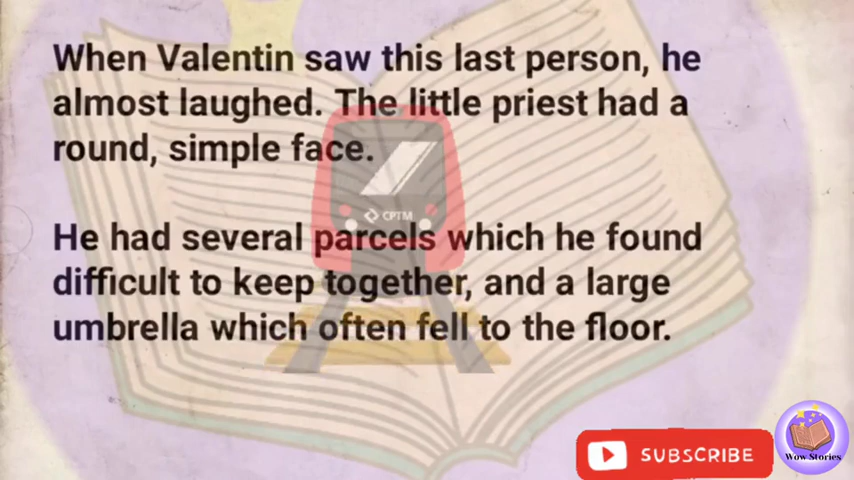 When Valentin saw this last person, he
almost laughed. The little priest had a
round, simple face.
He had several parcels which he found
difficult to keep together, and a large
umbrella which often fell to the floor.
CPTM
SUBSCRIBE
Wow Stories